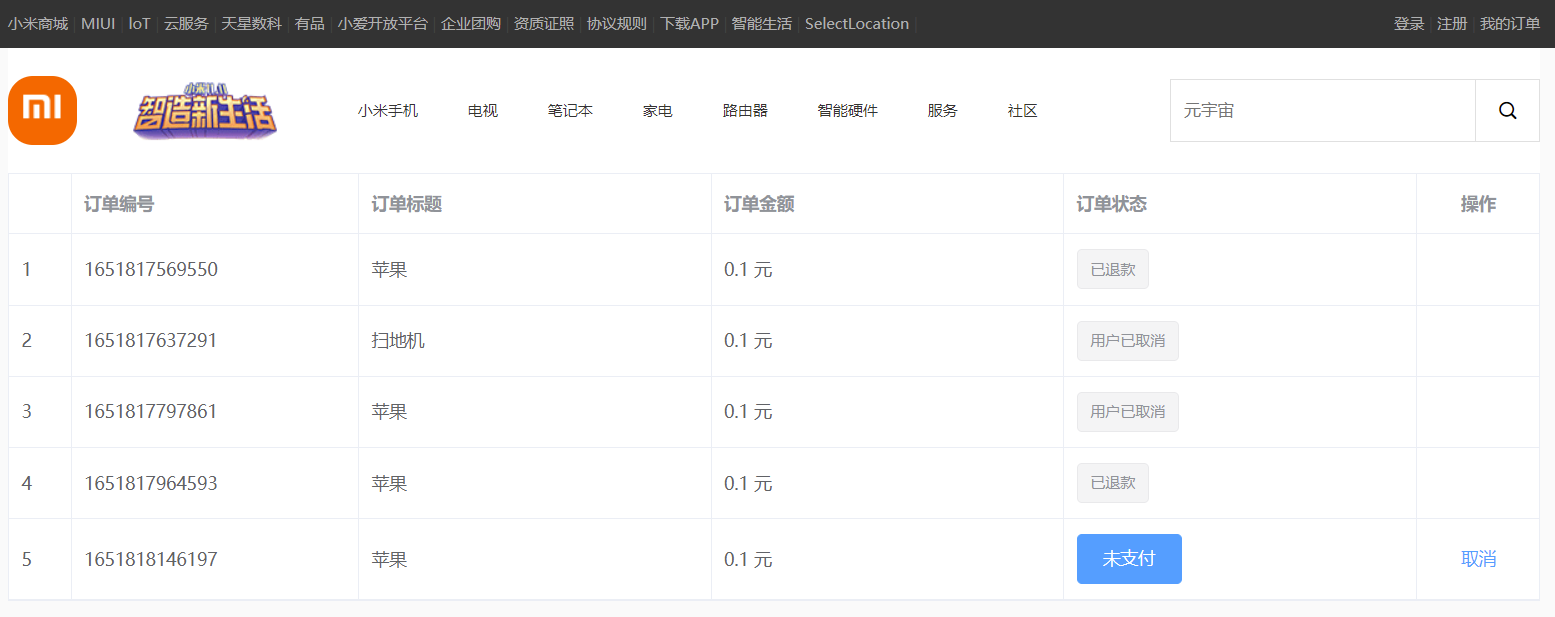 小米商城 MIUI loT 云服务 天星数科 有品 小爱开放平台 企业团购 资质证照 协议规则 下载APP 智能生活 SelectLocation 登录 注册 我的订单
mi 智造新生活 小米手机 电视 笔记本 家电 路由器 智能硬件 服务 社区 元宇宙
订单编号 订单标题 订单金额 订单状态 操作
1 1651817569550 苹果 0.1 元 已退款
2 1651817637291 扫地机 0.1 元 用户已取消
3 1651817797861 苹果 0.1 元 用户已取消
4 1651817964593 苹果 0.1 元 已退款
5 1651818146197 苹果 0.1 元 未支付 取消